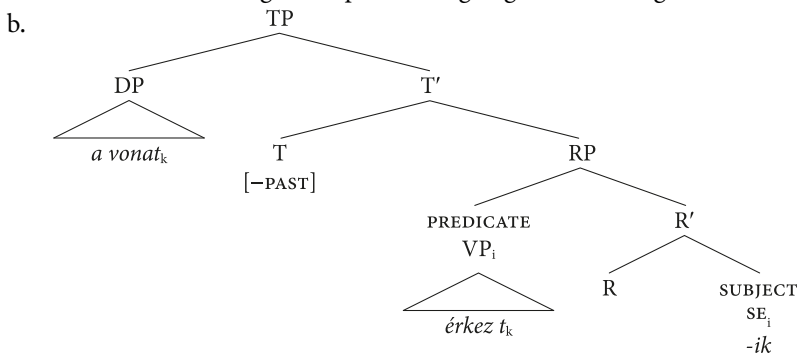 b.
TP
DP T′
a vonatk T RP
[−PAST]
PREDICATE R′
VPi
R SUBJECT
érkez tk SEi
-ik